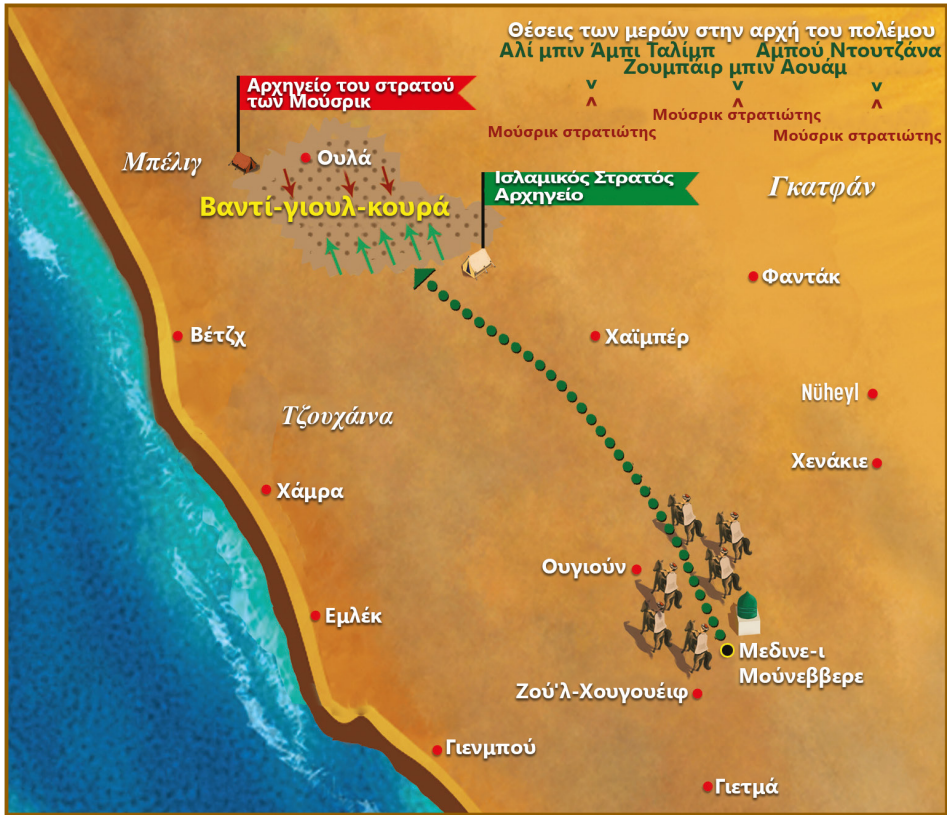 Θέσεις των μερών στην αρχή του πολέμου
Αλί μπιν Άμπι Ταλίμπ
Αμπού Ντουτζάνα
Ζουμπάιρ μπιν Αουάμ
Μούσρικ στρατιώτης
Μούσρικ στρατιώτης
Μούσρικ στρατιώτης
Αρχηγείο του στρατού
των Μούσρικ
Μπέλιγ
Ουλά
Ισλαμικός Στρατός
Αρχηγείο
Γκατφάν
Βαντί-γιουλ-κουρά
Φαντάκ
Βέτζχ
Χαϊμπέρ
Nüheyl
Τζουχάινα
Χενάκιε
Χάμρα
Ουγιούν
Εμλέκ
Μεδινε-ι
Μούνεββερε
Ζού'λ-Χουγουέιφ
Γιενμπού
Γιετμά